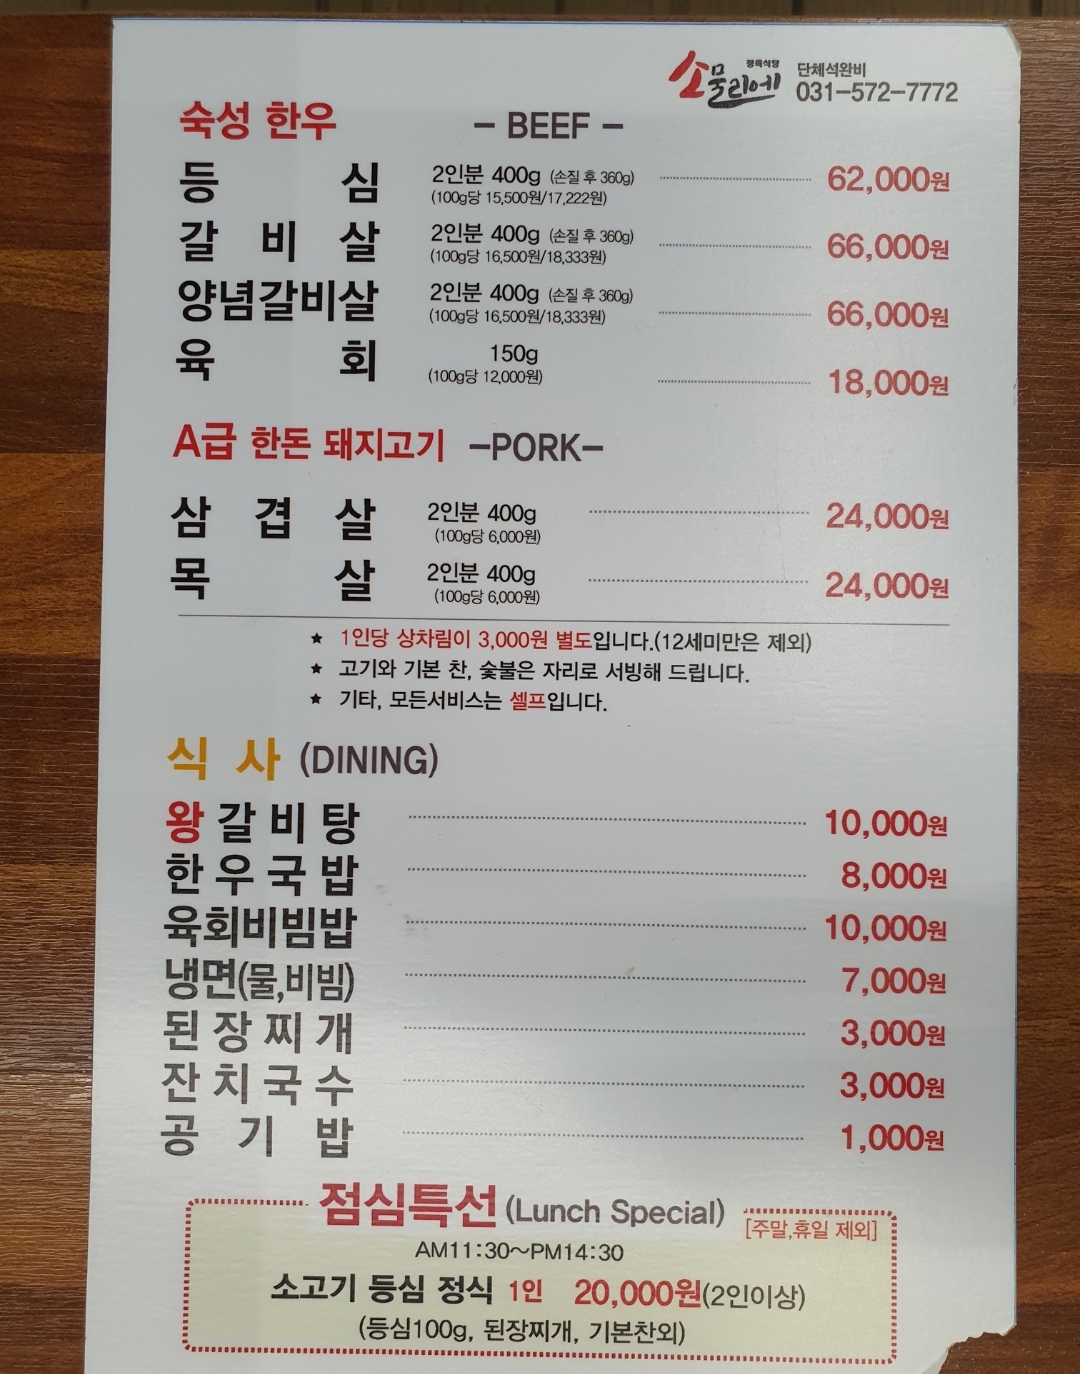 소물리에 정육식당 단체석완비
031-572-7772
숙성 한우 - BEEF -
등심 2인분 400g (손질 후 360g) 62,000원
(100g당 15,500원/17,222원)
갈비살 2인분 400g (손질 후 360g) 66,000원
(100g당 16,500원/18,333원)
양념갈비살 2인분 400g (손질 후 360g) 66,000원
(100g당 16,500원/18,333원)
육회 150g 18,000원
(100g당 12,000원)
A급 한돈 돼지고기 -PORK-
삼겹살 2인분 400g 24,000원
(100g당 6,000원)
목살 2인분 400g 24,000원
(100g당 6,000원)
★ 1인당 상차림이 3,000원 별도입니다.(12세미만은 제외)
★ 고기와 기본 찬, 숯불은 자리로 서빙해 드립니다.
★ 기타, 모든서비스는 셀프입니다.
식 사 (DINING)
왕갈비탕 10,000원
한우국밥 8,000원
육회비빔밥 10,000원
냉면(물,비빔) 7,000원
된장찌개 3,000원
잔치국수 3,000원
공기밥 1,000원
점심특선(Lunch Special) [주말,휴일 제외]
AM11:30~PM14:30
소고기 등심 정식 1인 20,000원(2인이상)
(등심100g, 된장찌개, 기본찬외)